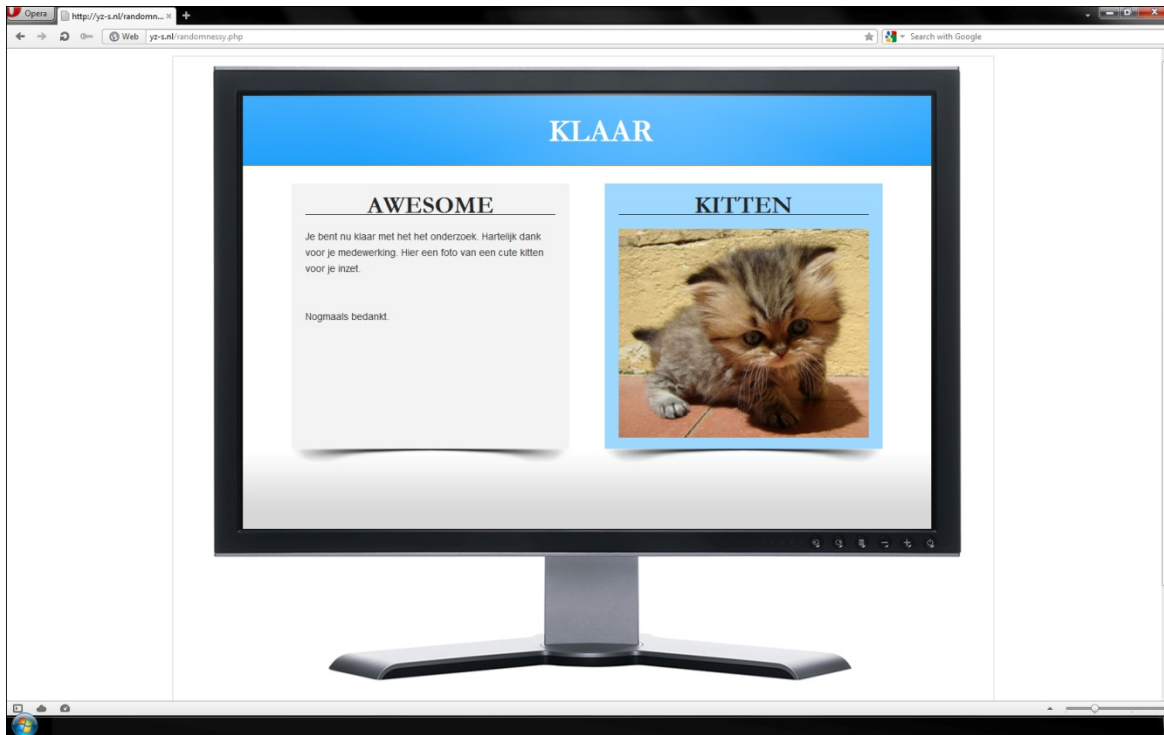 Opera
http://yz-s.nl/randomn...
Web
yz-s.nl/randomnessy.php
Search with Google
KLAAR
AWESOME
Je bent nu klaar met het het onderzoek. Hartelijk dank
voor je medewerking. Hier een foto van een cute kitten
voor je inzet.
Nogmaals bedankt.
KITTEN